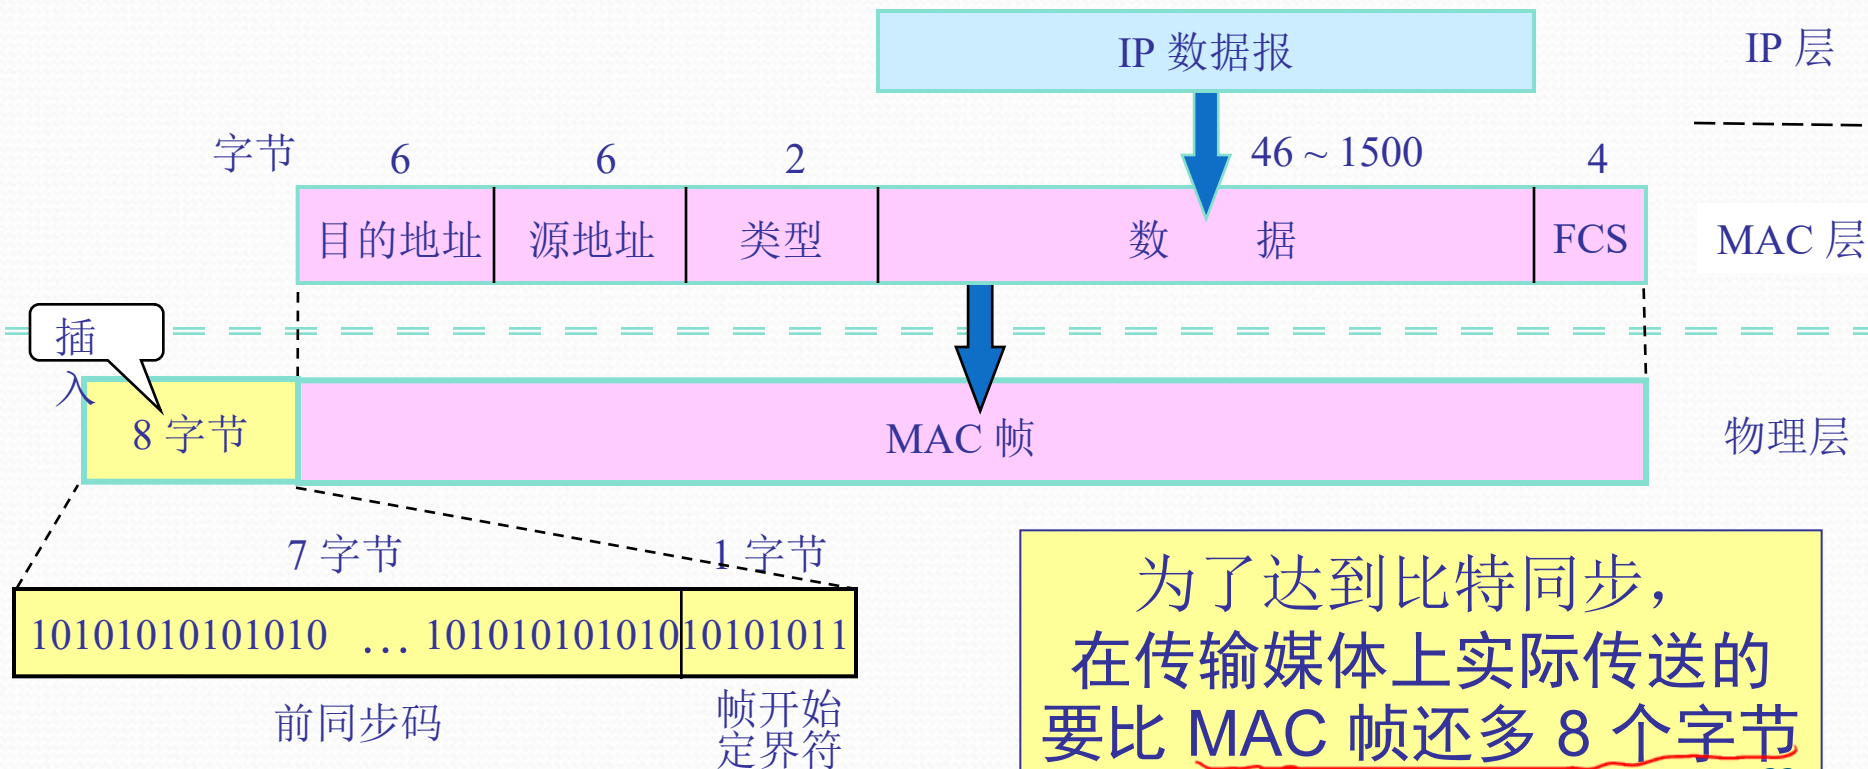 IP 数据报
IP 层
字节 6 6 2 46 ~ 1500 4
目的地址 源地址 类型 数 据 FCS
MAC 层
插
入
8 字节
MAC 帧
物理层
7 字节 1 字节
10101010101010 … 101010101010 10101011
前同步码
帧开始
定界符
为了达到比特同步，
在传输媒体上实际传送的
要比 MAC 帧还多 8 个字节